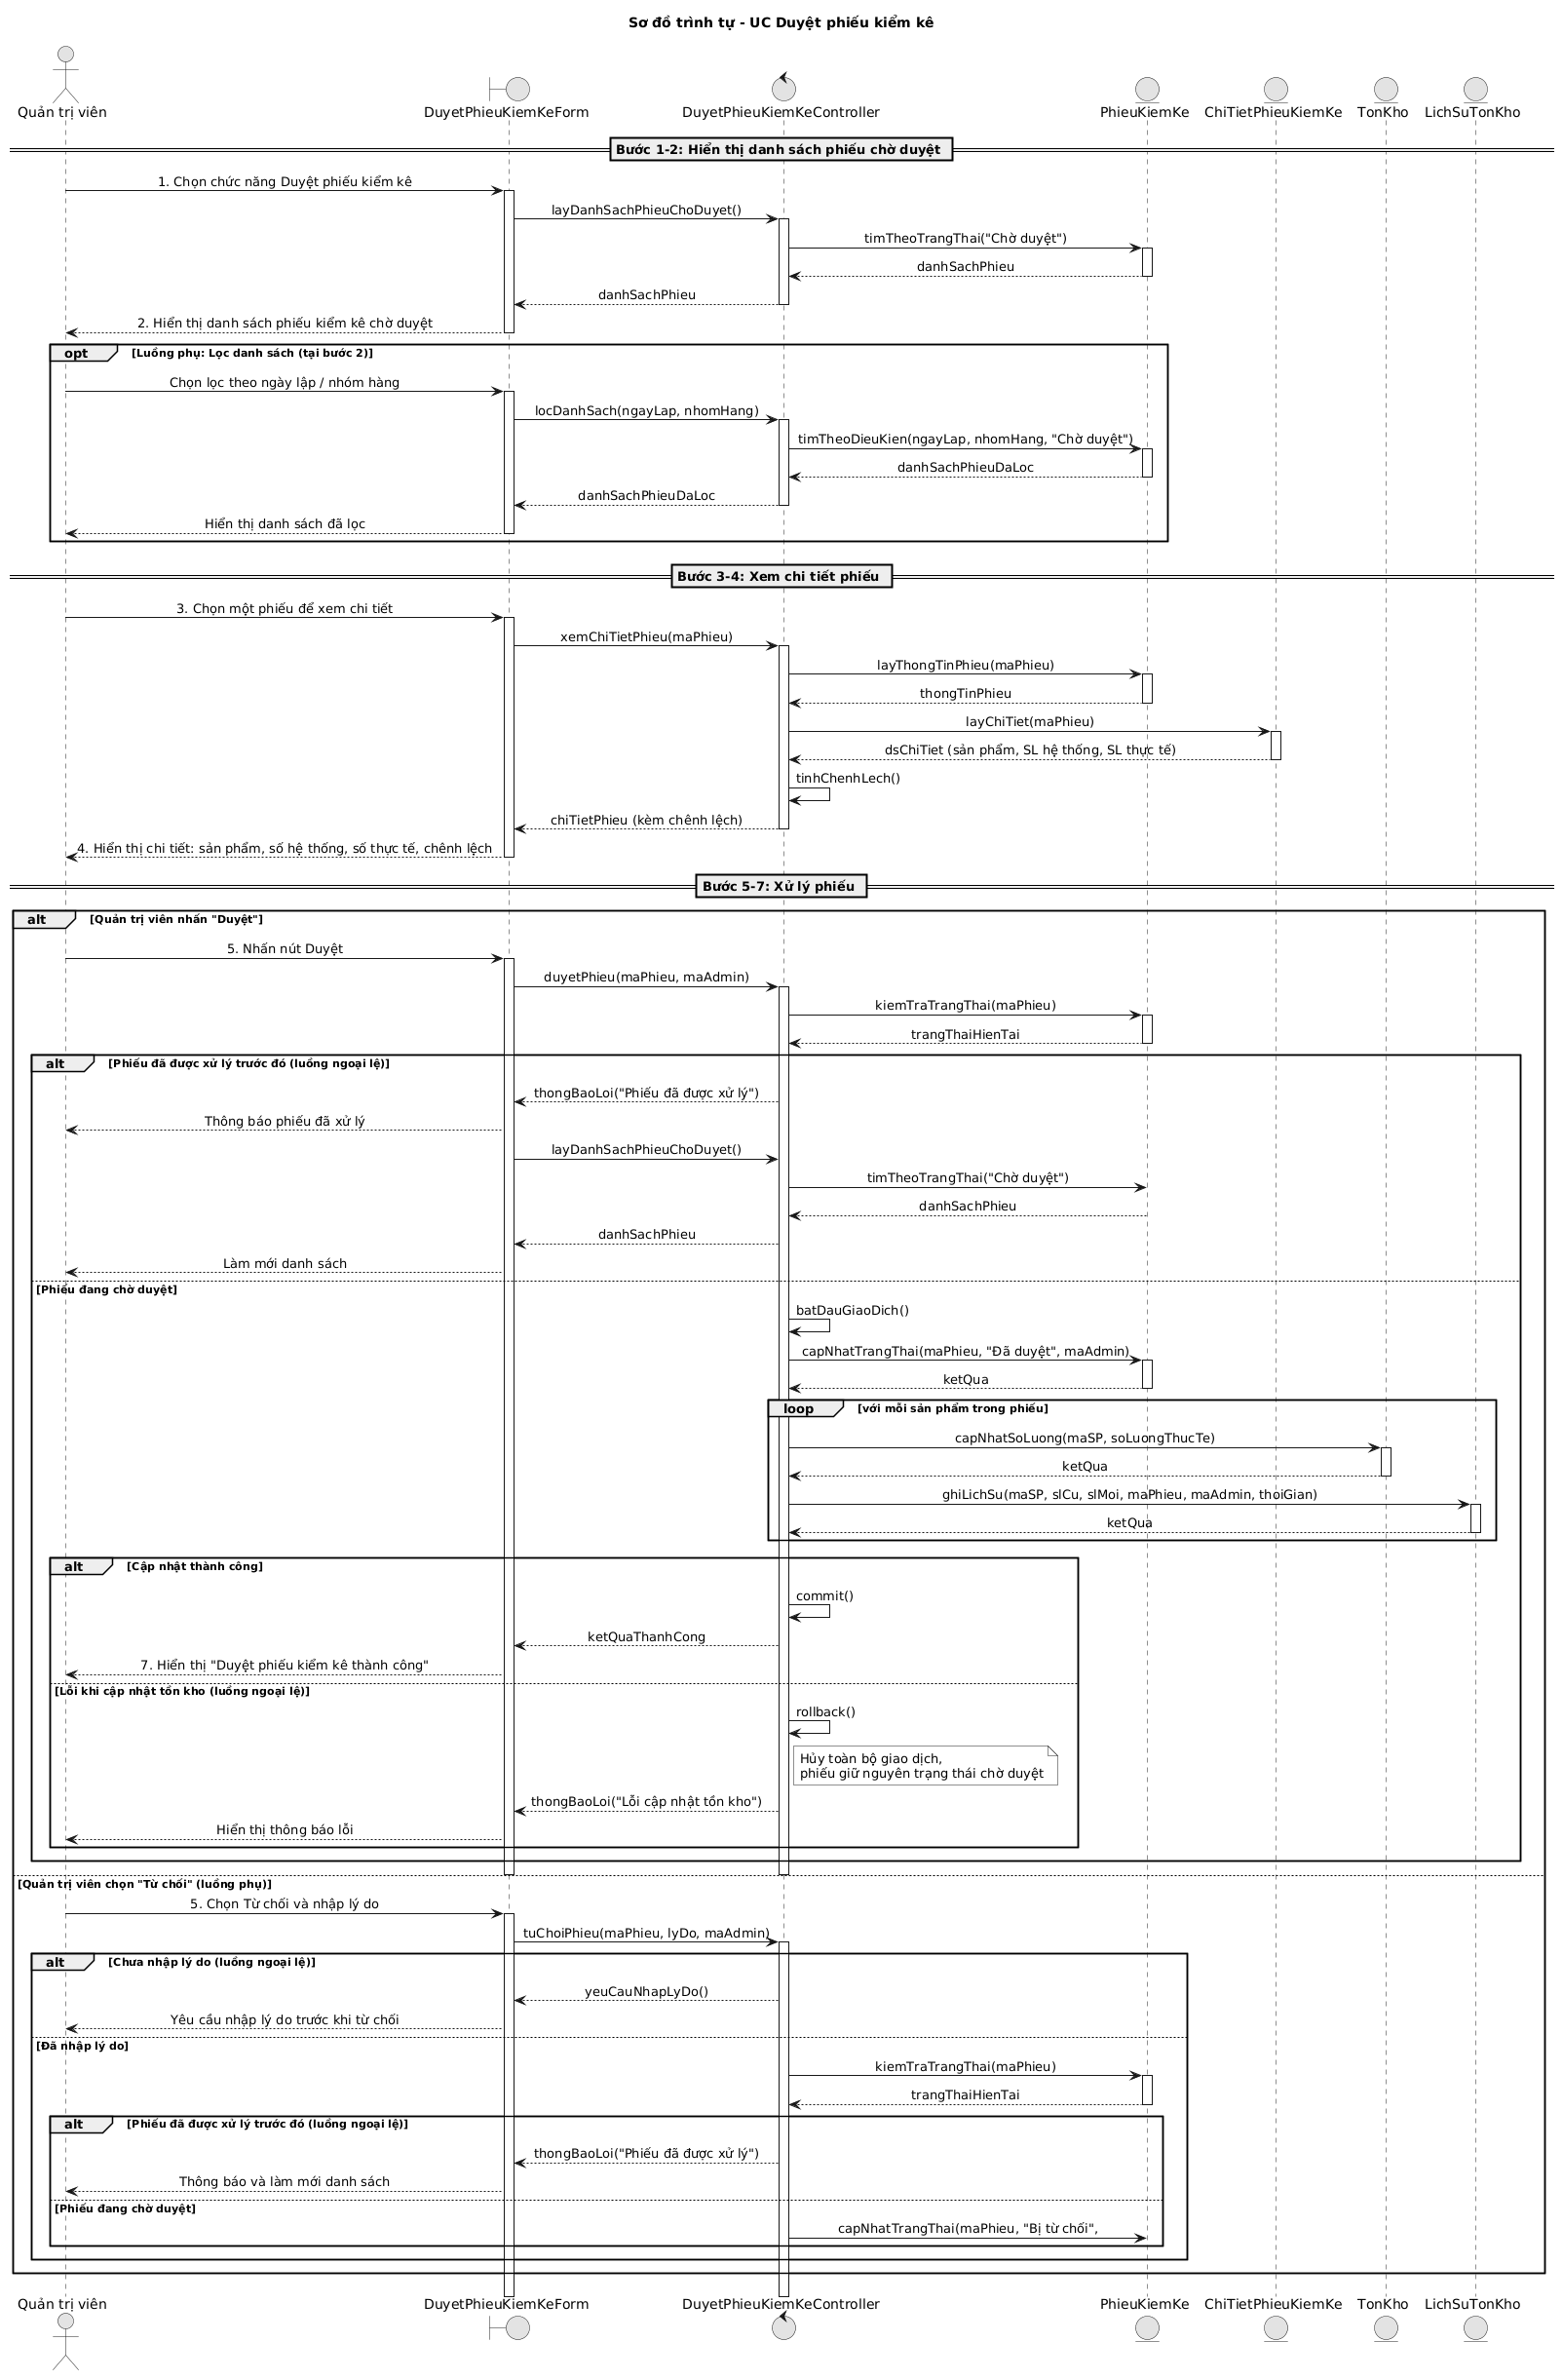 Sơ đồ trình tự - UC Duyệt phiếu kiểm kê
Quản trị viên
DuyetPhieuKiemKeForm
DuyetPhieuKiemKeController
PhieuKiemKe
ChiTietPhieuKiemKe
TonKho
LichSuTonKho
Bước 1-2: Hiển thị danh sách phiếu chờ duyệt
1. Chọn chức năng Duyệt phiếu kiểm kê
layDanhSachPhieuChoDuyet()
timTheoTrangThai("Chờ duyệt")
danhSachPhieu
danhSachPhieu
2. Hiển thị danh sách phiếu kiểm kê chờ duyệt
opt [Luồng phụ: Lọc danh sách (tại bước 2)]
Chọn lọc theo ngày lập / nhóm hàng
locDanhSach(ngayLap, nhomHang)
timTheoDieuKien(ngayLap, nhomHang, "Chờ duyệt")
danhSachPhieuDaLoc
danhSachPhieuDaLoc
Hiển thị danh sách đã lọc
Bước 3-4: Xem chi tiết phiếu
3. Chọn một phiếu để xem chi tiết
xemChiTietPhieu(maPhieu)
layThongTinPhieu(maPhieu)
thongTinPhieu
layChiTiet(maPhieu)
dsChiTiet (sản phẩm, SL hệ thống, SL thực tế)
tinhChenhLech()
chiTietPhieu (kèm chênh lệch)
4. Hiển thị chi tiết: sản phẩm, số hệ thống, số thực tế, chênh lệch
Bước 5-7: Xử lý phiếu
alt [Quản trị viên nhấn "Duyệt"]
5. Nhấn nút Duyệt
duyetPhieu(maPhieu, maAdmin)
kiemTraTrangThai(maPhieu)
trangThaiHienTai
alt [Phiếu đã được xử lý trước đó (luồng ngoại lệ)]
thongBaoLoi("Phiếu đã được xử lý")
Thông báo phiếu đã xử lý
layDanhSachPhieuChoDuyet()
timTheoTrangThai("Chờ duyệt")
danhSachPhieu
danhSachPhieu
Làm mới danh sách
[Phiếu đang chờ duyệt]
batDauGiaoDich()
capNhatTrangThai(maPhieu, "Đã duyệt", maAdmin)
ketQua
loop [với mỗi sản phẩm trong phiếu]
capNhatSoLuong(maSP, soLuongThucTe)
ketQua
ghiLichSu(maSP, slCu, slMoi, maPhieu, maAdmin, thoiGian)
ketQua
alt [Cập nhật thành công]
commit()
ketQuaThanhCong
7. Hiển thị "Duyệt phiếu kiểm kê thành công"
[Lỗi khi cập nhật tồn kho (luồng ngoại lệ)]
rollback()
Hủy toàn bộ giao dịch,
phiếu giữ nguyên trạng thái chờ duyệt
thongBaoLoi("Lỗi cập nhật tồn kho")
Hiển thị thông báo lỗi
[Quản trị viên chọn "Từ chối" (luồng phụ)]
5. Chọn Từ chối và nhập lý do
tuChoiPhieu(maPhieu, lyDo, maAdmin)
alt [Chưa nhập lý do (luồng ngoại lệ)]
yeuCauNhapLyDo()
Yêu cầu nhập lý do trước khi từ chối
[Đã nhập lý do]
kiemTraTrangThai(maPhieu)
trangThaiHienTai
alt [Phiếu đã được xử lý trước đó (luồng ngoại lệ)]
thongBaoLoi("Phiếu đã được xử lý")
Thông báo và làm mới danh sách
[Phiếu đang chờ duyệt]
capNhatTrangThai(maPhieu, "Bị từ chối",
Quản trị viên
DuyetPhieuKiemKeForm
DuyetPhieuKiemKeController
PhieuKiemKe
ChiTietPhieuKiemKe
TonKho
LichSuTonKho